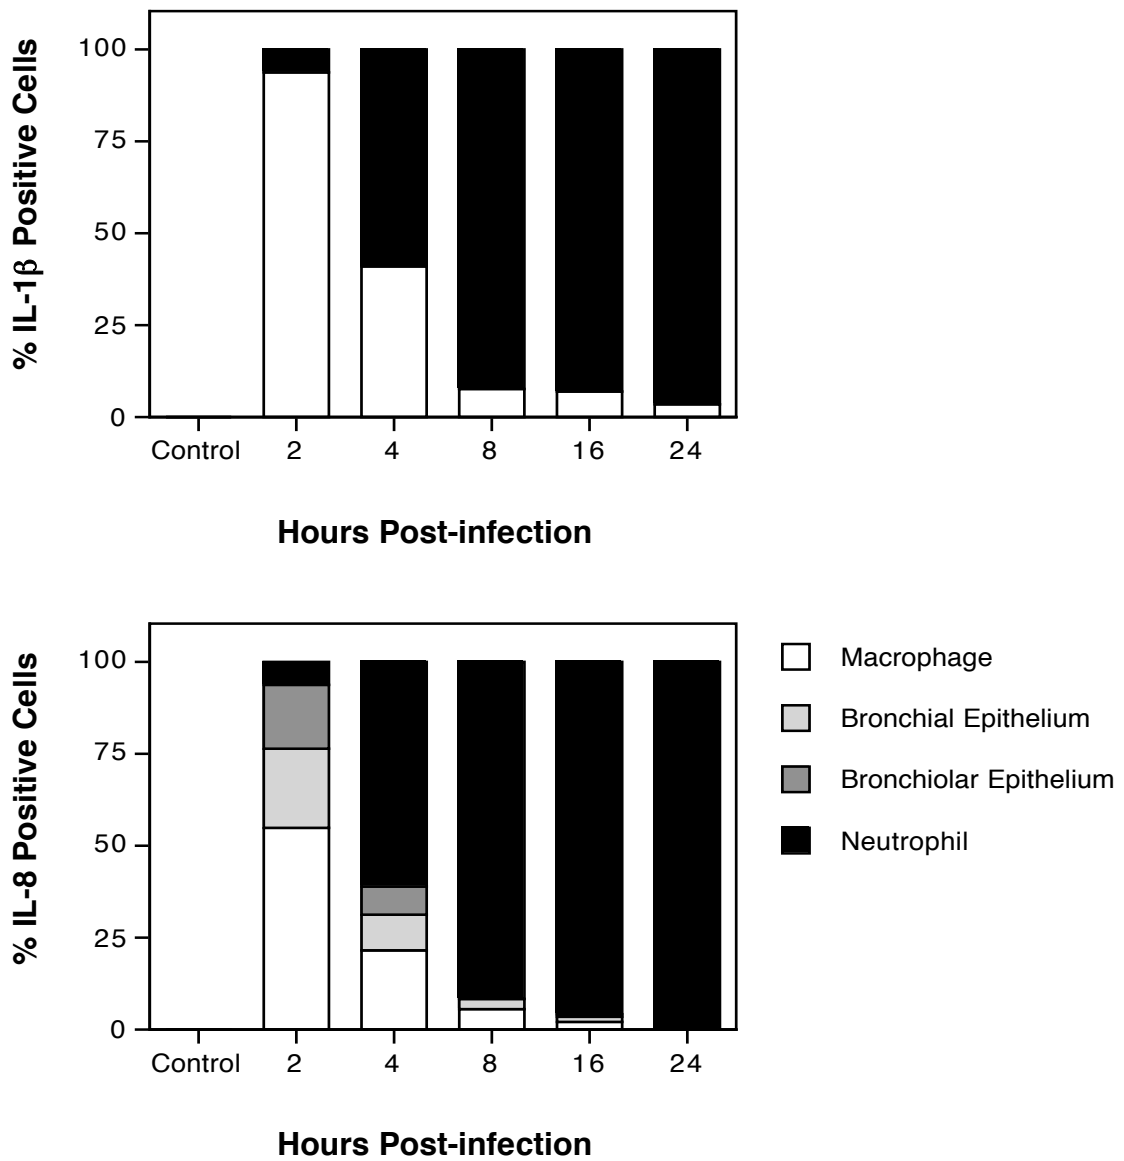 % IL-1β Positive Cells
100
75
50
25
0
Control 2 4 8 16 24
Hours Post-infection
% IL-8 Positive Cells
100
75
50
25
0
Control 2 4 8 16 24
Hours Post-infection
Macrophage
Bronchial Epithelium
Bronchiolar Epithelium
Neutrophil